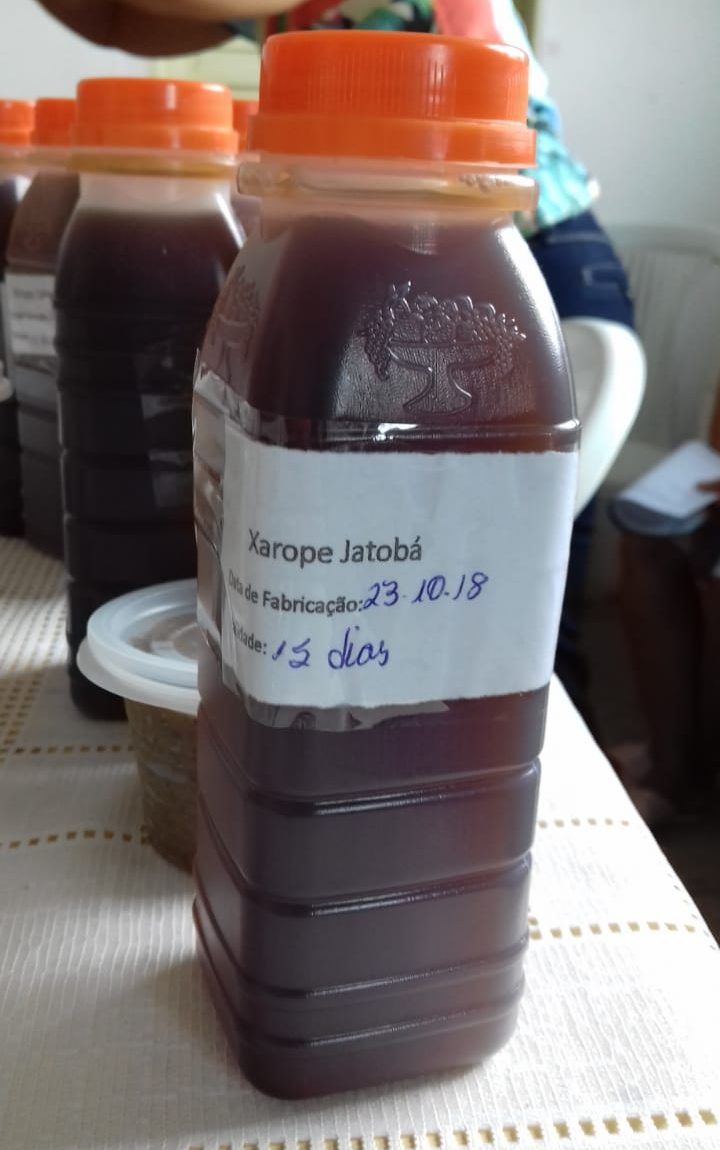 Xarope Jatobá
Data de Fabricação: 23-10-18
15 dias